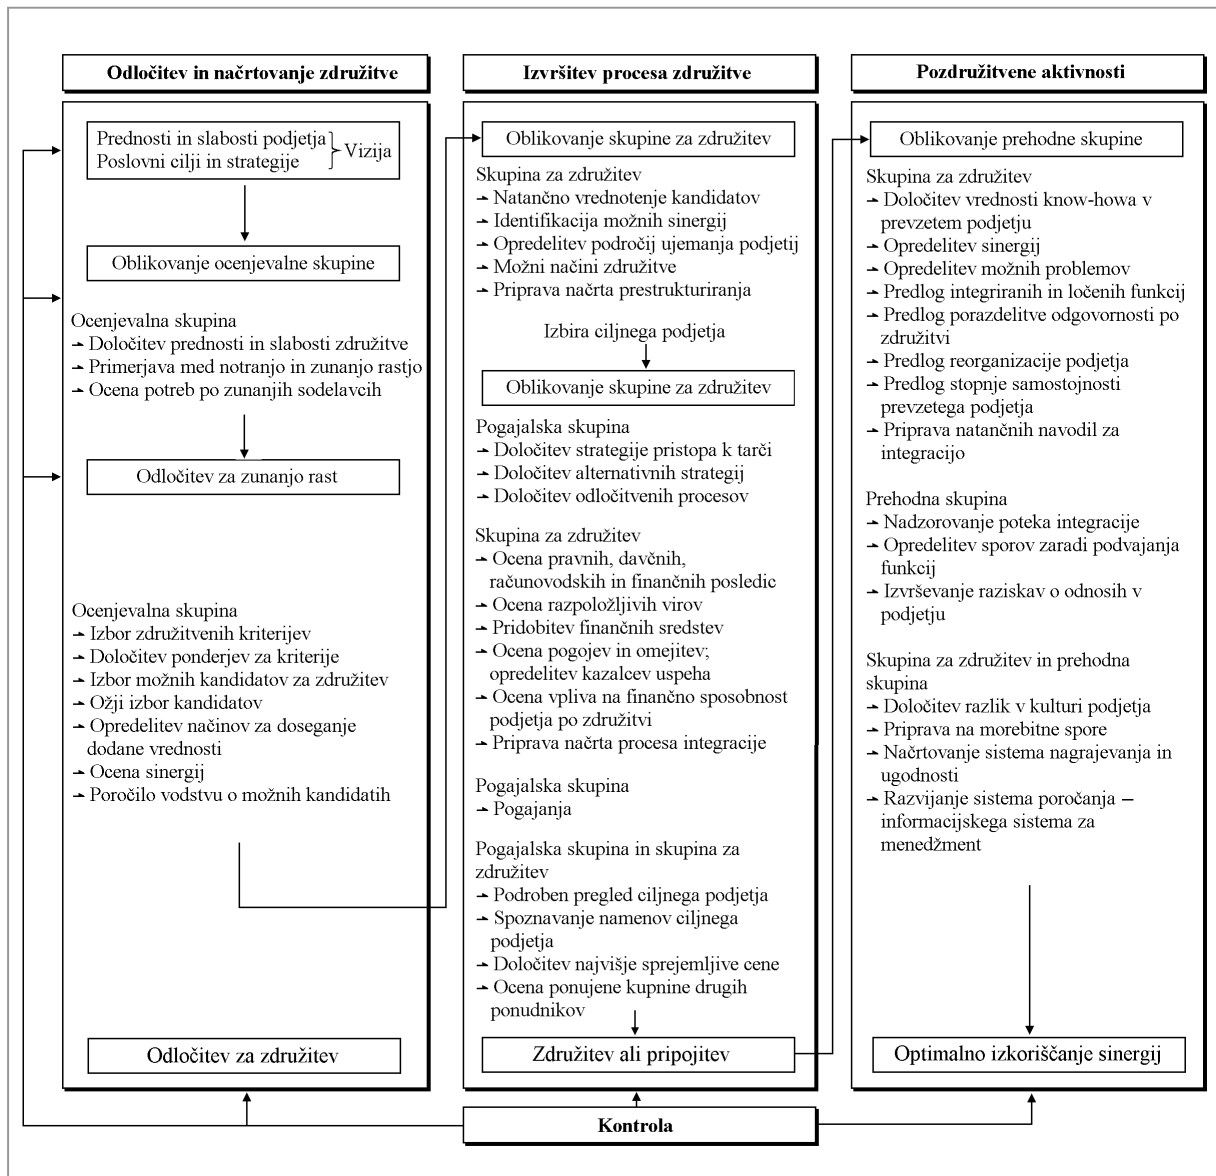 Odločitev in načrtovanje združitve
Prednosti in slabosti podjetja
Poslovni cilji in strategije
Vizija
Oblikovanje ocenjevalne skupine
Ocenjevalna skupina
Določitev prednosti in slabosti združitve
Primerjava med notranjo in zunanjo rastjo
Ocena potreb po zunanjih sodelavcih
Odločitev za zunanjo rast
Ocenjevalna skupina
Izbor združitvenih kriterijev
Določitev ponderjev za kriterije
Izbor možnih kandidatov za združitev
Ožji izbor kandidatov
Opredelitev načinov za doseganje
dodane vrednosti
Ocena sinergij
Poročilo vodstvu o možnih kandidatih
Odločitev za združitev
Izvršitev procesa združitve
Oblikovanje skupine za združitev
Skupina za združitev
Natančno vrednotenje kandidatov
Identifikacija možnih sinergij
Opredelitev področij ujemanja podjetij
Možni načini združitve
Priprava načrta prestrukturiranja
Izbira ciljnega podjetja
Oblikovanje skupine za združitev
Pogajalska skupina
Določitev strategije pristopa k tarči
Določitev alternativnih strategij
Določitev odločitvenih procesov
Skupina za združitev
Ocena pravnih, davčnih,
računovodskih in finančnih posledic
Ocena razpoložljivih virov
Pridobitev finančnih sredstev
Ocena pogojev in omejitev;
opredelitev kazalcev uspeha
Ocena vpliva na finančno sposobnost
podjetja po združitvi
Priprava načrta procesa integracije
Pogajalska skupina
Pogajanja
Pogajalska skupina in skupina za
združitev
Podroben pregled ciljnega podjetja
Spoznavanje namenov ciljnega
podjetja
Določitev najvišje sprejemljive cene
Ocena ponujene kupnine drugih
ponudnikov
Združitev ali pripojitev
Pozdružitvene aktivnosti
Oblikovanje prehodne skupine
Skupina za združitev
Določitev vrednosti know-howa v
prevzetem podjetju
Opredelitev sinergij
Opredelitev možnih problemov
Predlog integriranih in ločenih funkcij
Predlog porazdelitve odgovornosti po
združitvi
Predlog reorganizacije podjetja
Predlog stopnje samostojnosti
prevzetega podjetja
Priprava natančnih navodil za
integracijo
Prehodna skupina
Nadzorovanje poteka integracije
Opredelitev sporov zaradi podvajanja
funkcij
Izvrševanje raziskav o odnosih v
podjetju
Skupina za združitev in prehodna
skupina
Določitev razlik v kulturi podjetja
Priprava na morebitne spore
Načrtovanje sistema nagrajevanja in
ugodnosti
Razvijanje sistema poročanja –
informacijskega sistema za
menedžment
Optimalno izkoriščanje sinergij
Kontrola